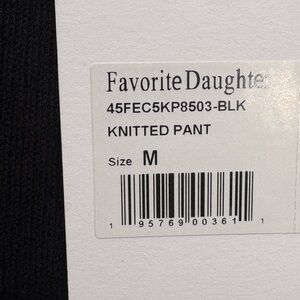 Favorite Daughter
45FEC5KP8503-BLK
KNITTED PANT
Size M
1 95769 00361 1